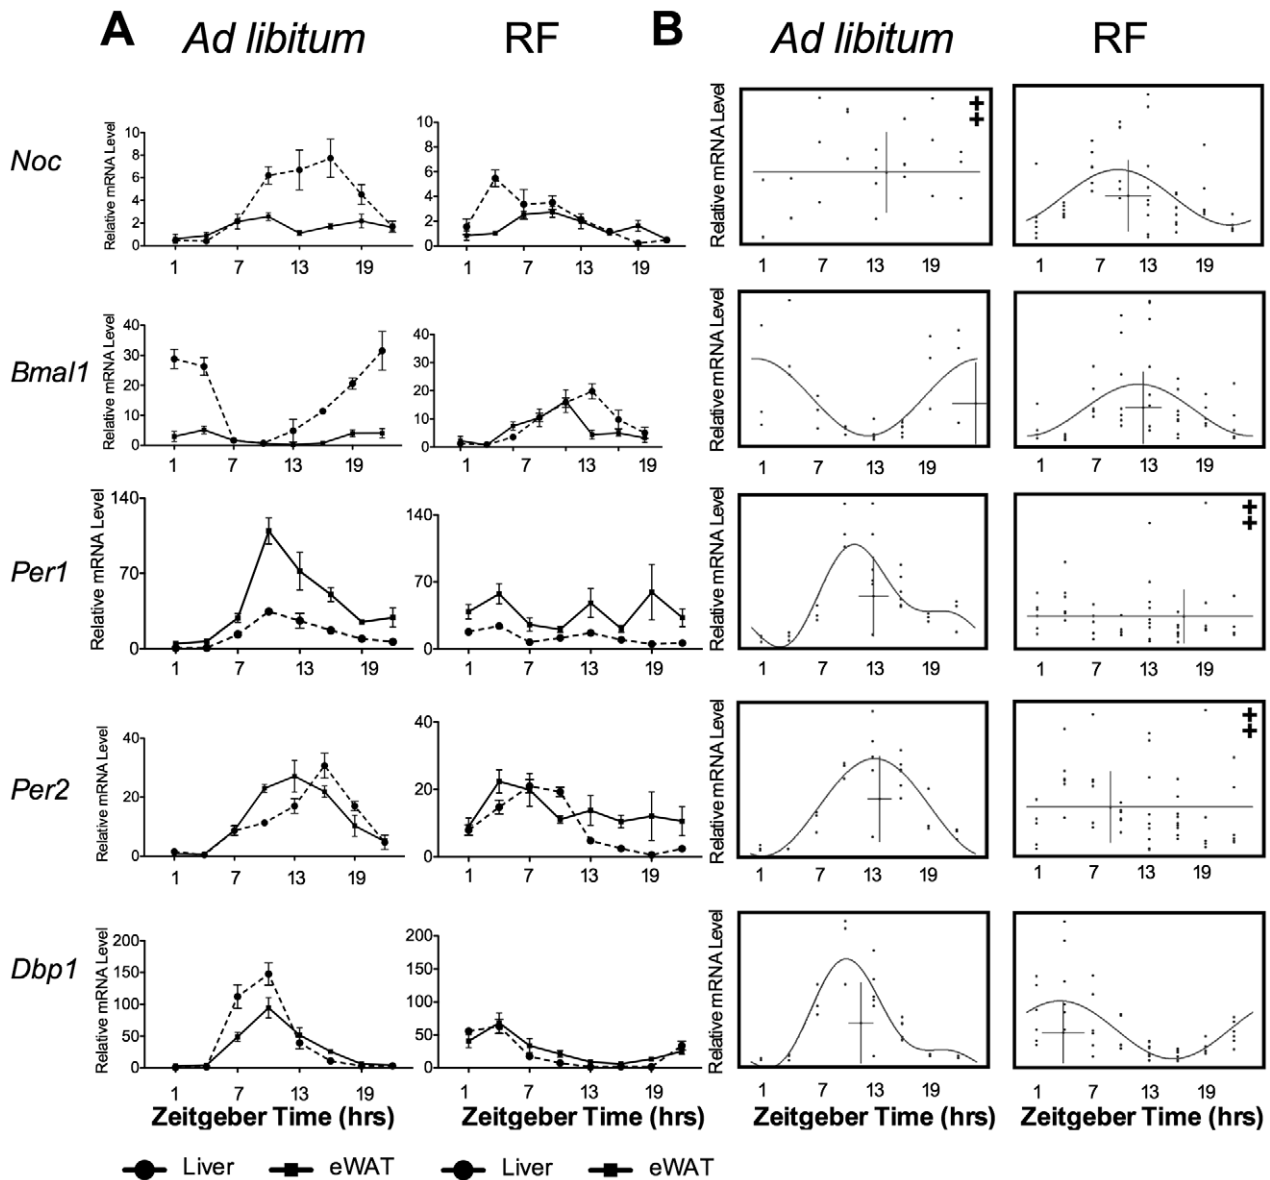 A Ad libitum RF B Ad libitum RF
Noc
Relative mRNA Level
10
8
6
4
2
0
1 7 13 19
10
8
6
4
2
0
1 7 13 19
Relative mRNA Level
‡
1 7 13 19
1 7 13 19
Bmal1
Relative mRNA Level
40
30
20
10
0
1 7 13 19
40
30
20
10
0
1 7 13 19
Relative mRNA Level
1 7 13 19
1 7 13 19
Per1
Relative mRNA Level
140
70
0
1 7 13 19
140
70
0
1 7 13 19
Relative mRNA Level
1 7 13 19
‡
1 7 13 19
Per2
Relative mRNA Level
40
20
0
1 7 13 19
40
20
0
1 7 13 19
Relative mRNA Level
1 7 13 19
‡
1 7 13 19
Dbp1
Relative mRNA Level
200
150
100
50
0
1 7 13 19
200
150
100
50
0
1 7 13 19
Relative mRNA Level
1 7 13 19
1 7 13 19
Zeitgeber Time (hrs) Zeitgeber Time (hrs) Zeitgeber Time (hrs) Zeitgeber Time (hrs)
Liver eWAT Liver eWAT